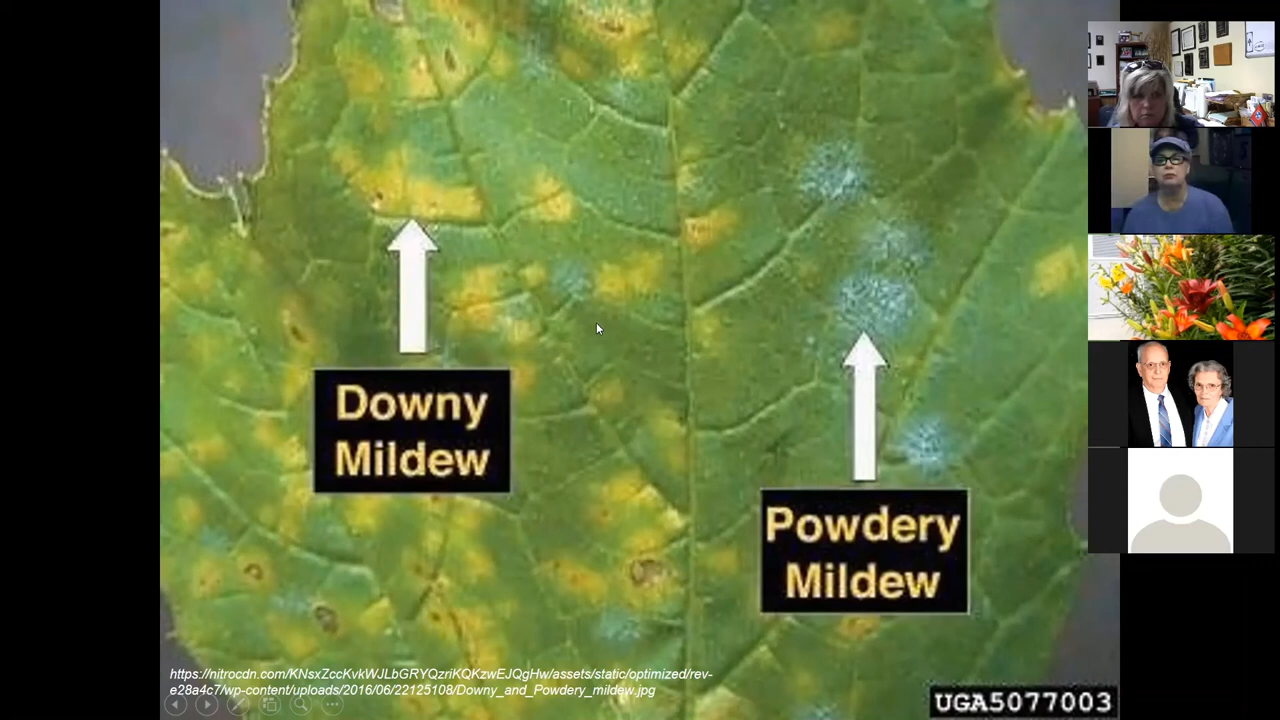 Downy
Mildew
Powdery
Mildew
https://nitrocdn.com/KNsxZccKvkWJLbGRYQzriKQKzwEJQgHw/assets/static/optimized/rev-
e28a4c7/wp-content/uploads/2016/06/22125108/Downy_and_Powdery_mildew.jpg
UGA5077003